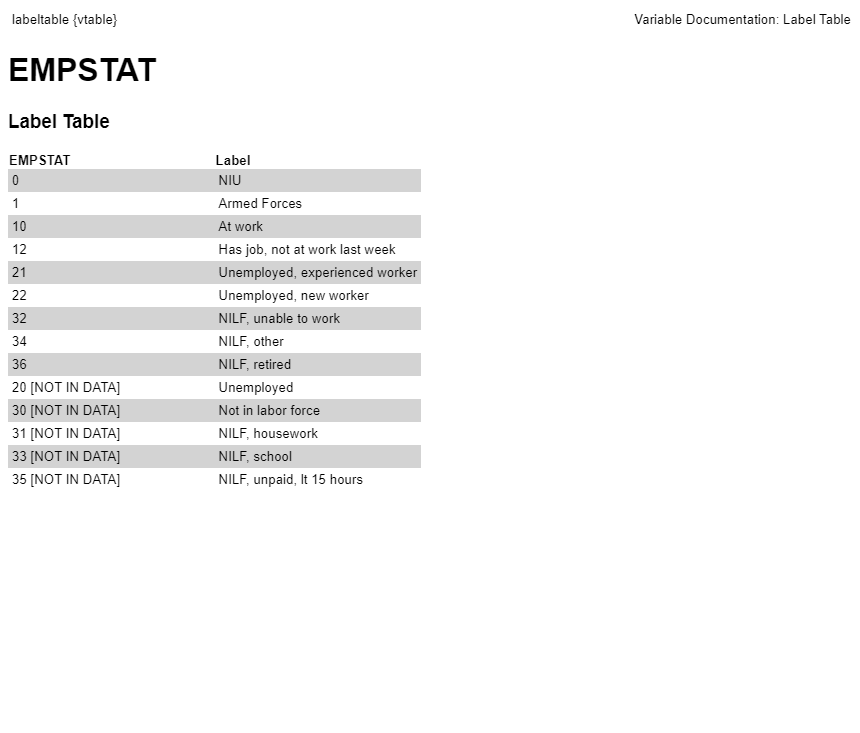 labeltable {vtable} Variable Documentation: Label Table
EMPSTAT
Label Table
EMPSTAT Label
0 NIU
1 Armed Forces
10 At work
12 Has job, not at work last week
21 Unemployed, experienced worker
22 Unemployed, new worker
32 NILF, unable to work
34 NILF, other
36 NILF, retired
20 [NOT IN DATA] Unemployed
30 [NOT IN DATA] Not in labor force
31 [NOT IN DATA] NILF, housework
33 [NOT IN DATA] NILF, school
35 [NOT IN DATA] NILF, unpaid, lt 15 hours